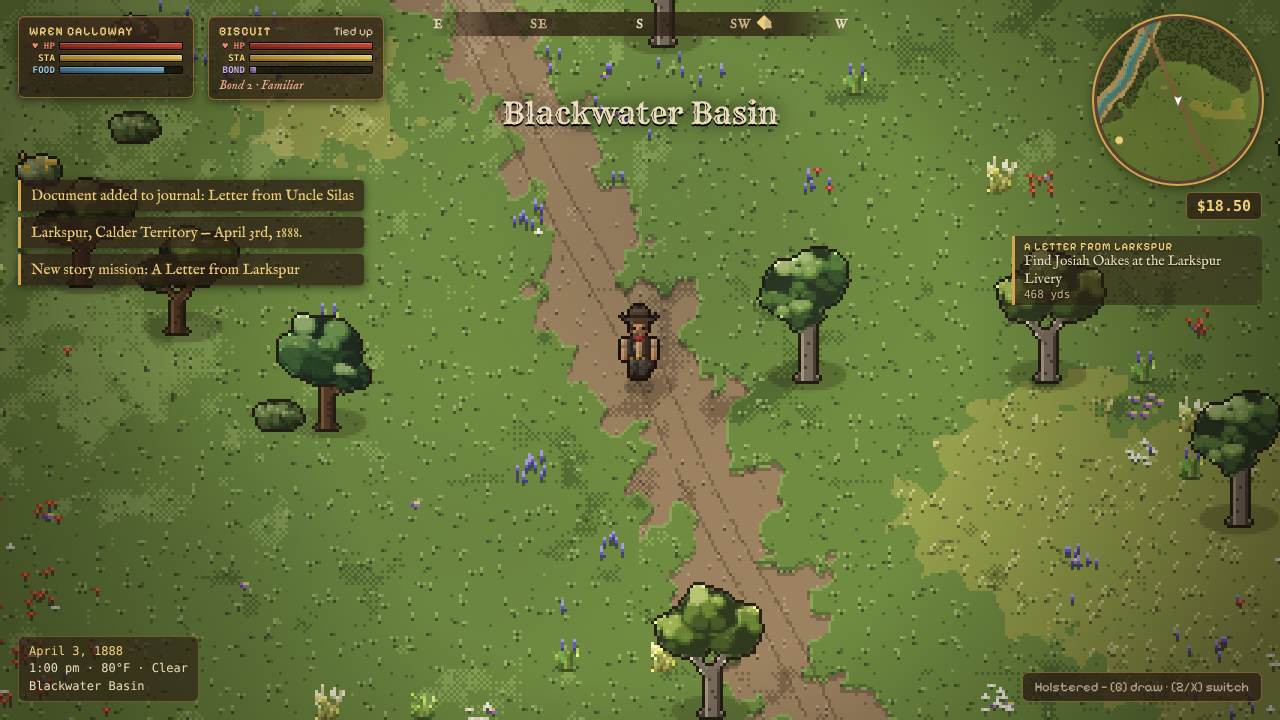 WREN CALLOWAY
♥ HP
STA
FOOD
BISCUIT Tied up
♥ HP
STA
BOND
Bond 2 · Familiar
E SE S SW W
Blackwater Basin
Document added to journal: Letter from Uncle Silas
Larkspur, Calder Territory — April 3rd, 1888.
New story mission: A Letter from Larkspur
$18.50
A LETTER FROM LARKSPUR
Find Josiah Oakes at the Larkspur
Livery
468 yds
April 3, 1888
1:00 pm · 80°F · Clear
Blackwater Basin
Holstered – (G) draw · (Z/X) switch